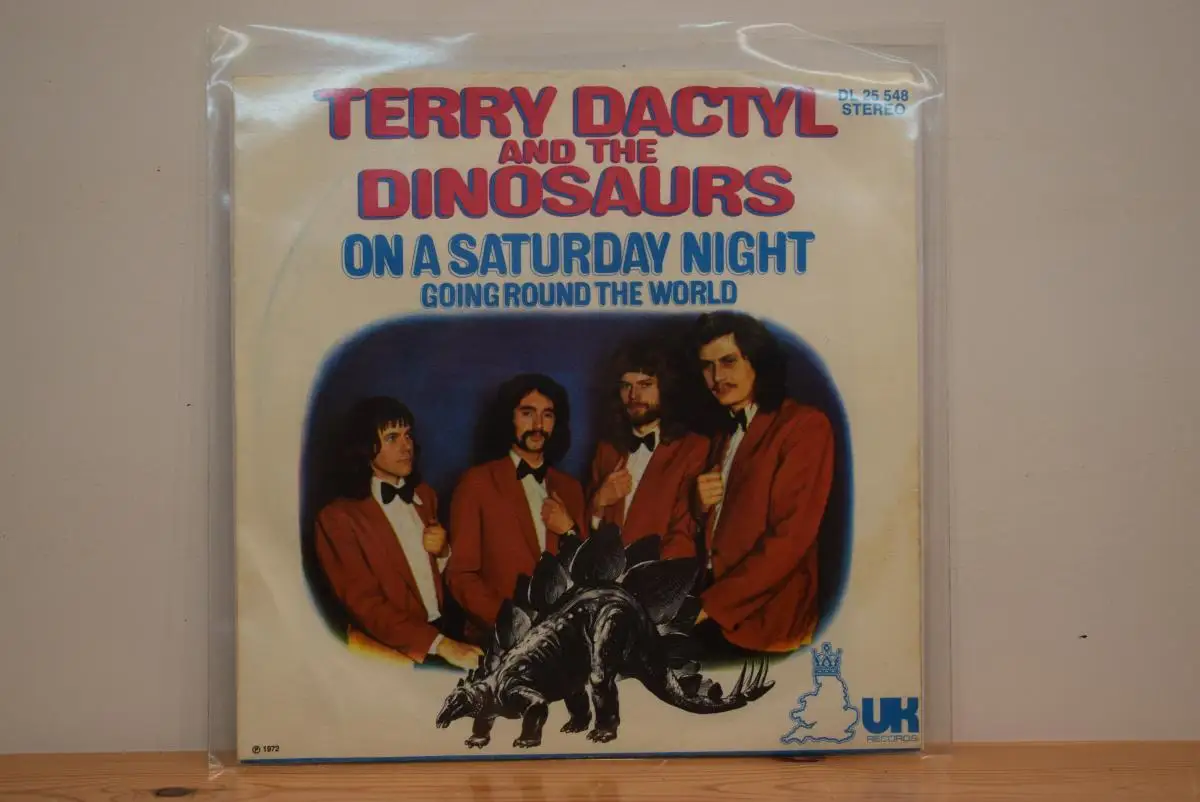 TERRY DACTYL
DL 25 548
STEREO
AND THE
DINOSAURS
ON A SATURDAY NIGHT
GOING ROUND THE WORLD
UK
RECORDS
℗ 1972